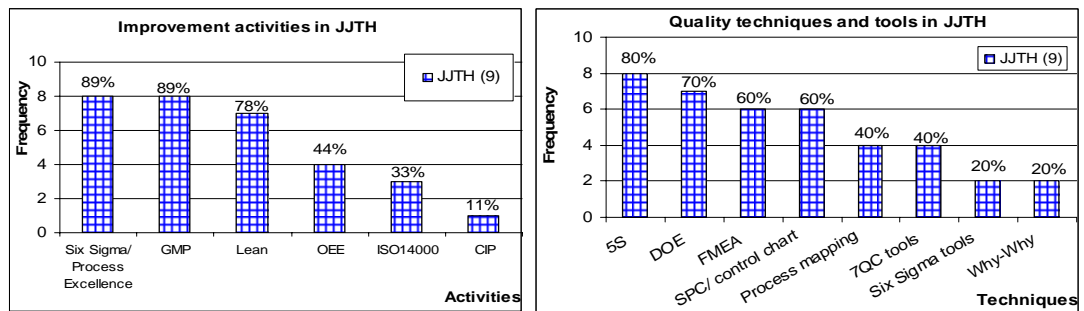 Improvement activities in JJTH
JJTH (9)
10
8
6
4
2
0
Frequency
89%
89%
78%
44%
33%
11%
Six Sigma/
Process
Excellence
GMP
Lean
OEE
ISO14000
CIP
Activities
Quality techniques and tools in JJTH
JJTH (9)
10
8
6
4
2
0
Frequency
80%
70%
60%
60%
40%
40%
20%
20%
5S
DOE
FMEA
SPC/ control chart
Process mapping
7QC tools
Six Sigma tools
Why-Why
Techniques